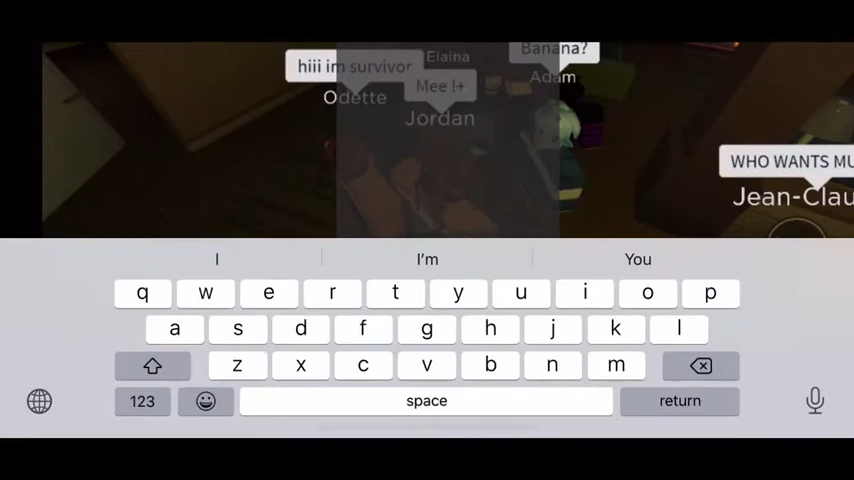 Elaina
Banana?
hiii im survivor
Adam
Mee !+
Odette
Jordan
WHO WANTS MU
Jean-Clau
I
I'm
You
q w e r t y u i o p
a s d f g h j k l
z x c v b n m
123
space
return